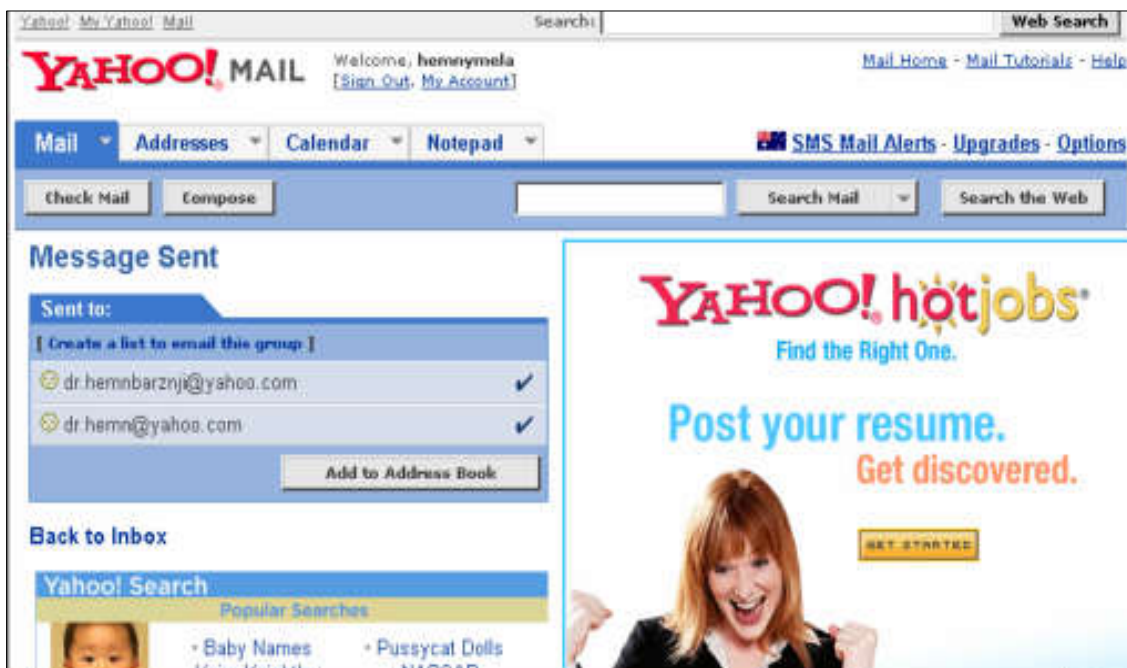 Yahoo! My Yahoo! Mail
Search:
Web Search
YAHOO! MAIL
Welcome, hemnymela
[Sign Out, My Account]
Mail Home - Mail Tutorials - Help
Mail
Addresses
Calendar
Notepad
SMS Mail Alerts - Upgrades - Options
Check Mail
Compose
Search Mail
Search the Web
Message Sent
Sent to:
[ Create a list to email this group ]
dr.hemnbarznji@yahoo.com
dr.hemn@yahoo.com
Add to Address Book
Back to Inbox
Yahoo! Search
Popular Searches
· Baby Names
· Pussycat Dolls
YAHOO! hotjobs®
Find the Right One.
Post your resume.
Get discovered.
GET STARTED